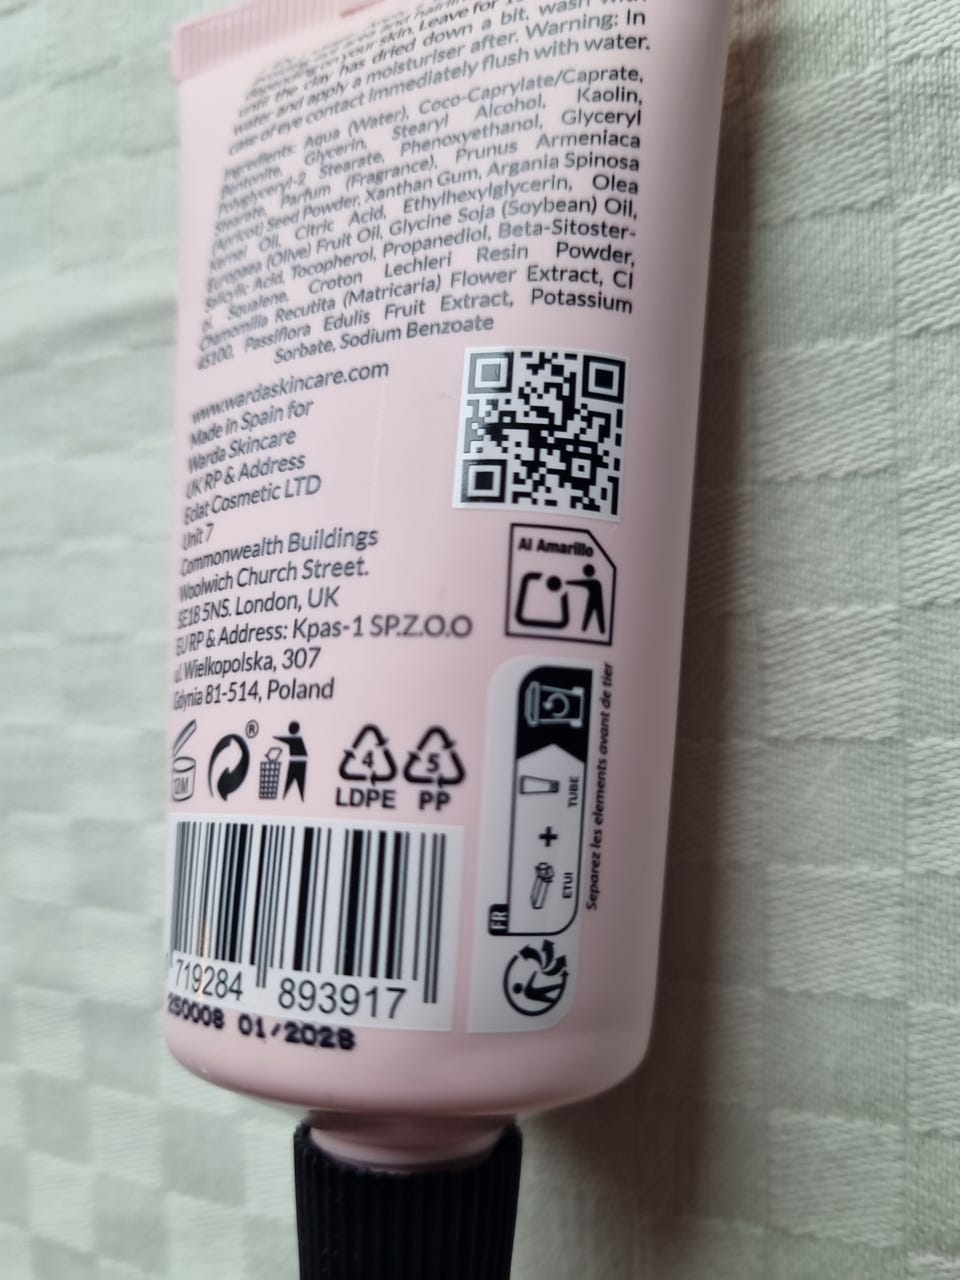 depending on your skin. Leave for
until the clay has dried down a bit, wash with
water and apply a moisturiser after. Warning: In
case of eye contact Immediately flush with water.
Ingredients: Aqua (Water), Coco-Caprylate/Caprate,
Bentonite, Glycerin, Stearyl Alcohol, Kaolin,
Polyglyceryl-2 Stearate, Phenoxyethanol, Glyceryl
Stearate, Parfum (Fragrance), Prunus Armeniaca
(Apricot) Seed Powder, Xanthan Gum, Argania Spinosa
Kernel Oil, Citric Acid, Ethylhexylglycerin, Olea
Europaea (Olive) Fruit Oil, Glycine Soja (Soybean) Oil,
Salicylic Acid, Tocopherol, Propanediol, Beta-Sitoster-
ol, Squalene, Croton Lechleri Resin Powder,
Chamomilla Recutita (Matricaria) Flower Extract, CI
45100, Passiflora Edulis Fruit Extract, Potassium
Sorbate, Sodium Benzoate
www.wardaskincare.com
Made in Spain for
Warda Skincare
UK RP & Address
Eclat Cosmetic LTD
Unit 7
Commonwealth Buildings
Woolwich Church Street.
SE18 5NS. London, UK
EU RP & Address: Kpas-1 SP.Z.O.O
ul. Wielkopolska, 307
Gdynia 81-514, Poland
Al Amarillo
12M
®
4
LDPE
5
PP
TUBE
+
ETUI
FR
Separez les elements avant de tier
719284 893917
250008 01/2028